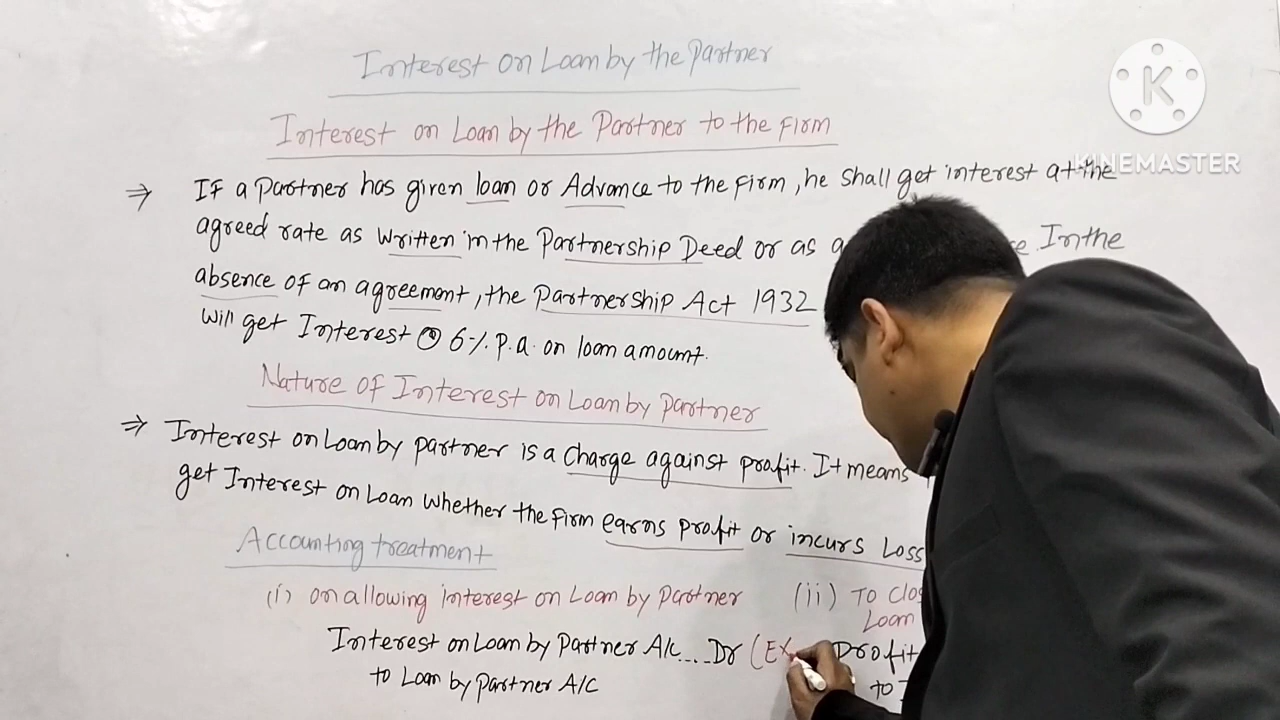 Interest on Loan by the Partner
K
KINEMASTER
Interest on Loan by the Partner to the firm
⇒ If a Partner has given loan or Advance to the firm, he shall get interest at the
agreed rate as written in the Partnership Deed or as In the
absence of an agreement, the Partnership Act 1932
will get Interest @ 6%. P.a. on loan amount.
Nature of Interest on Loan by partner
⇒ Interest on Loan by partner is a charge against profit. It means
get Interest on Loan whether the firm earns profit or incurs Loss
Accounting treatment
(i) on allowing interest on Loan by Partner (ii) To
Loan
Interest on Loan by Partner A/c....Dr (Ex Profit
to Loan by partner A/C to